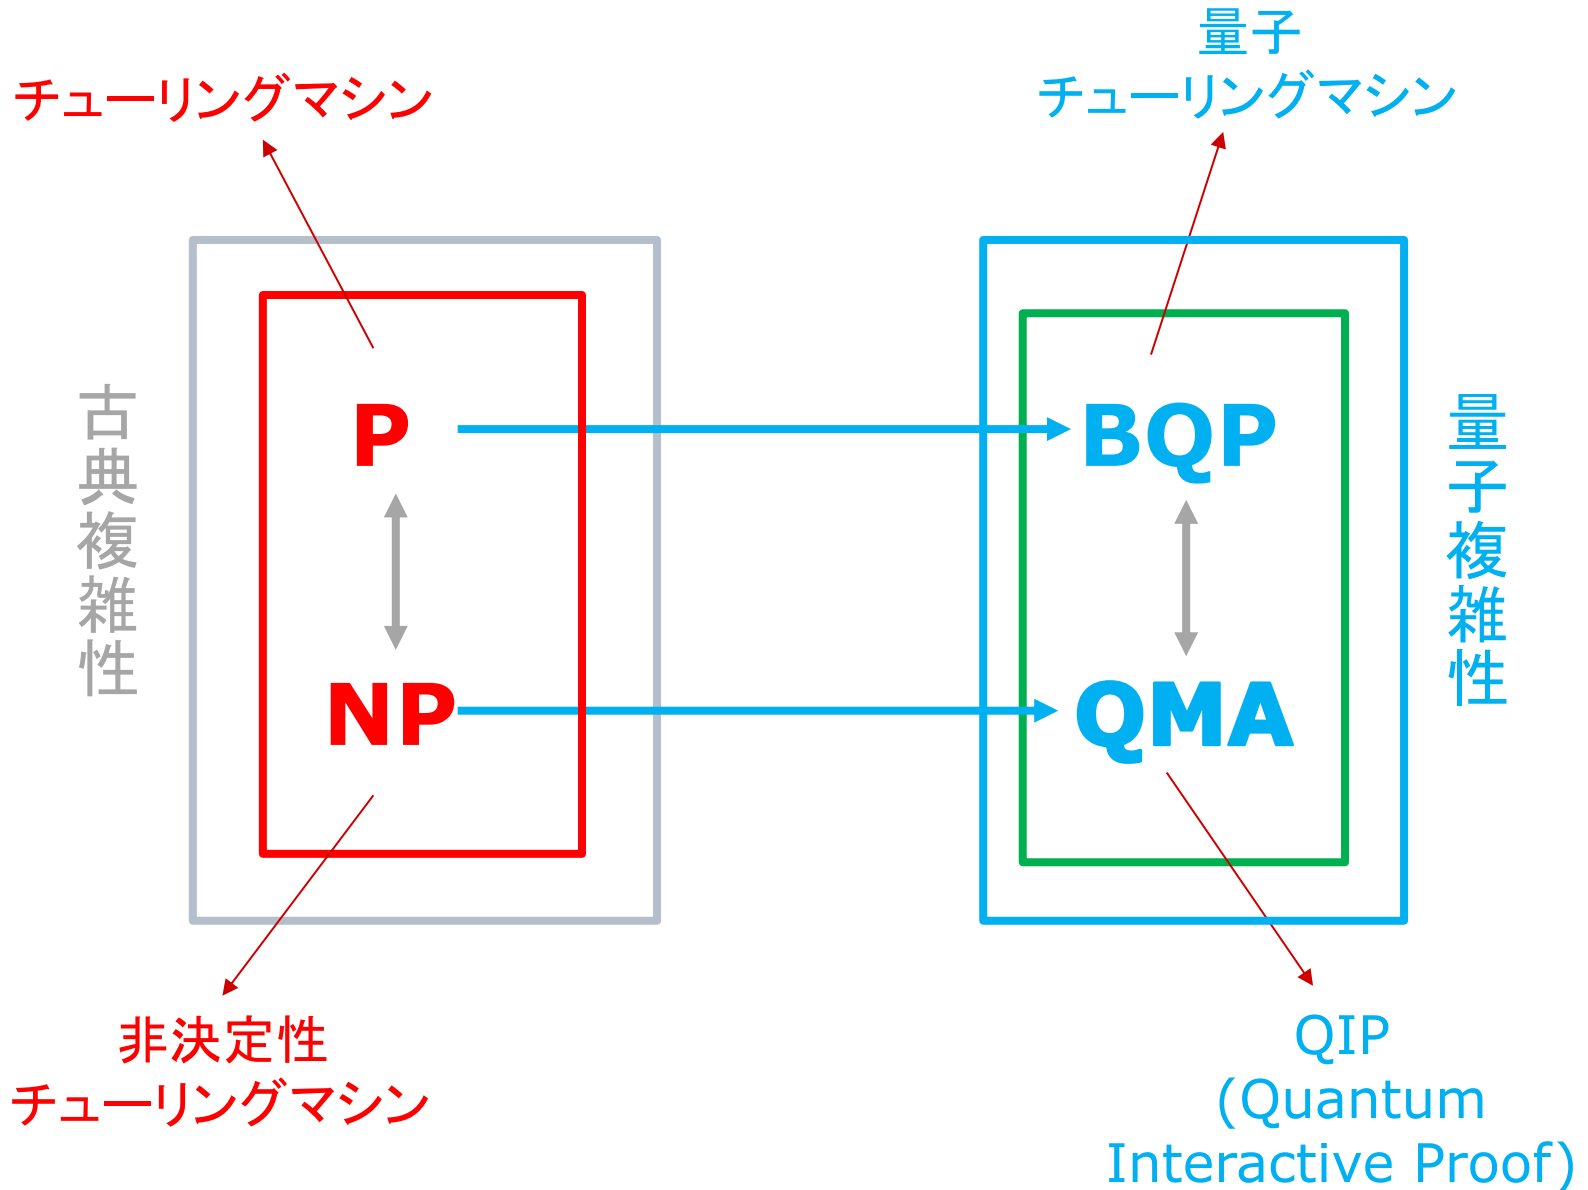 量子
チューリングマシン
チューリングマシン
古典複雑性
P
BQP
量子複雑性
NP
QMA
非決定性
チューリングマシン
QIP
(Quantum
Interactive Proof)